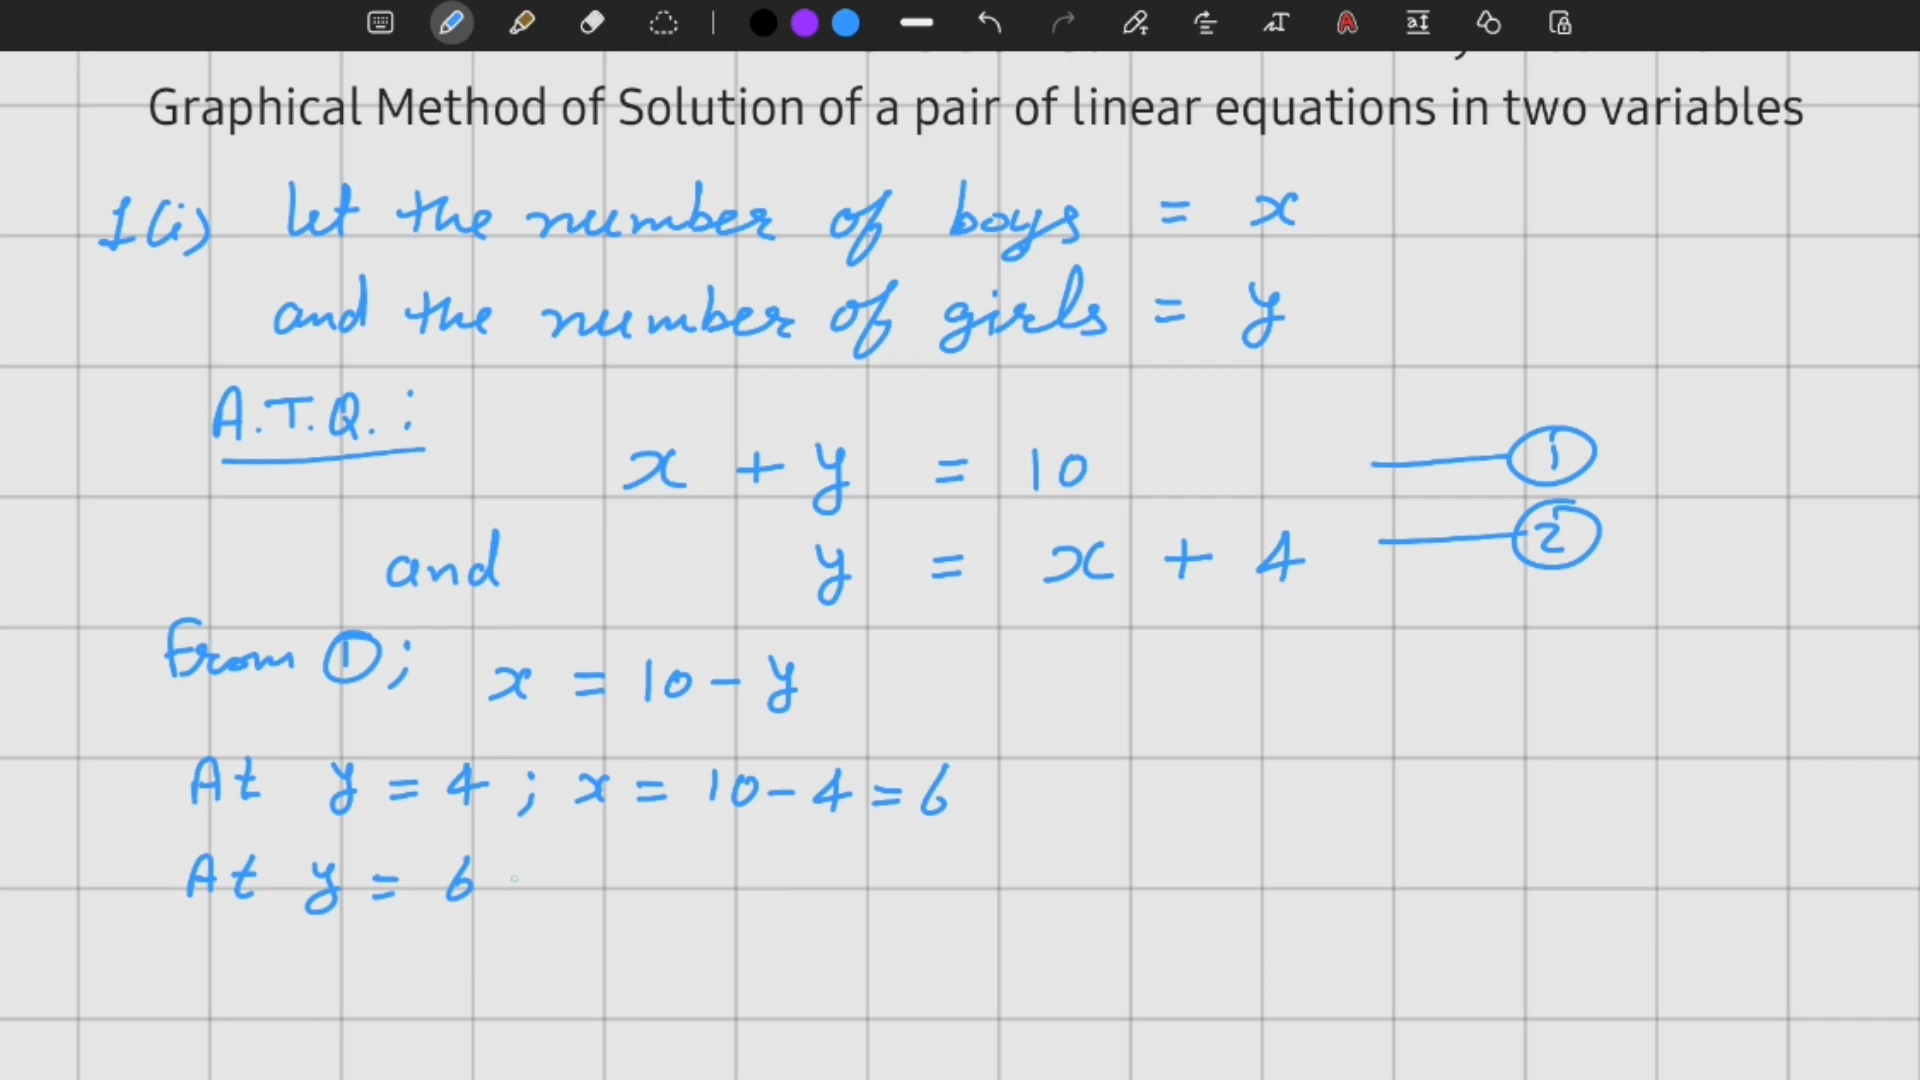 Graphical Method of Solution of a pair of linear equations in two variables
1(i) let the number of boys = x
and the number of girls = y
A.T.Q. :
x + y = 10 — 1
and y = x + 4 — 2
From 1; x = 10 - y
At y = 4 ; x = 10 - 4 = 6
At y = 6